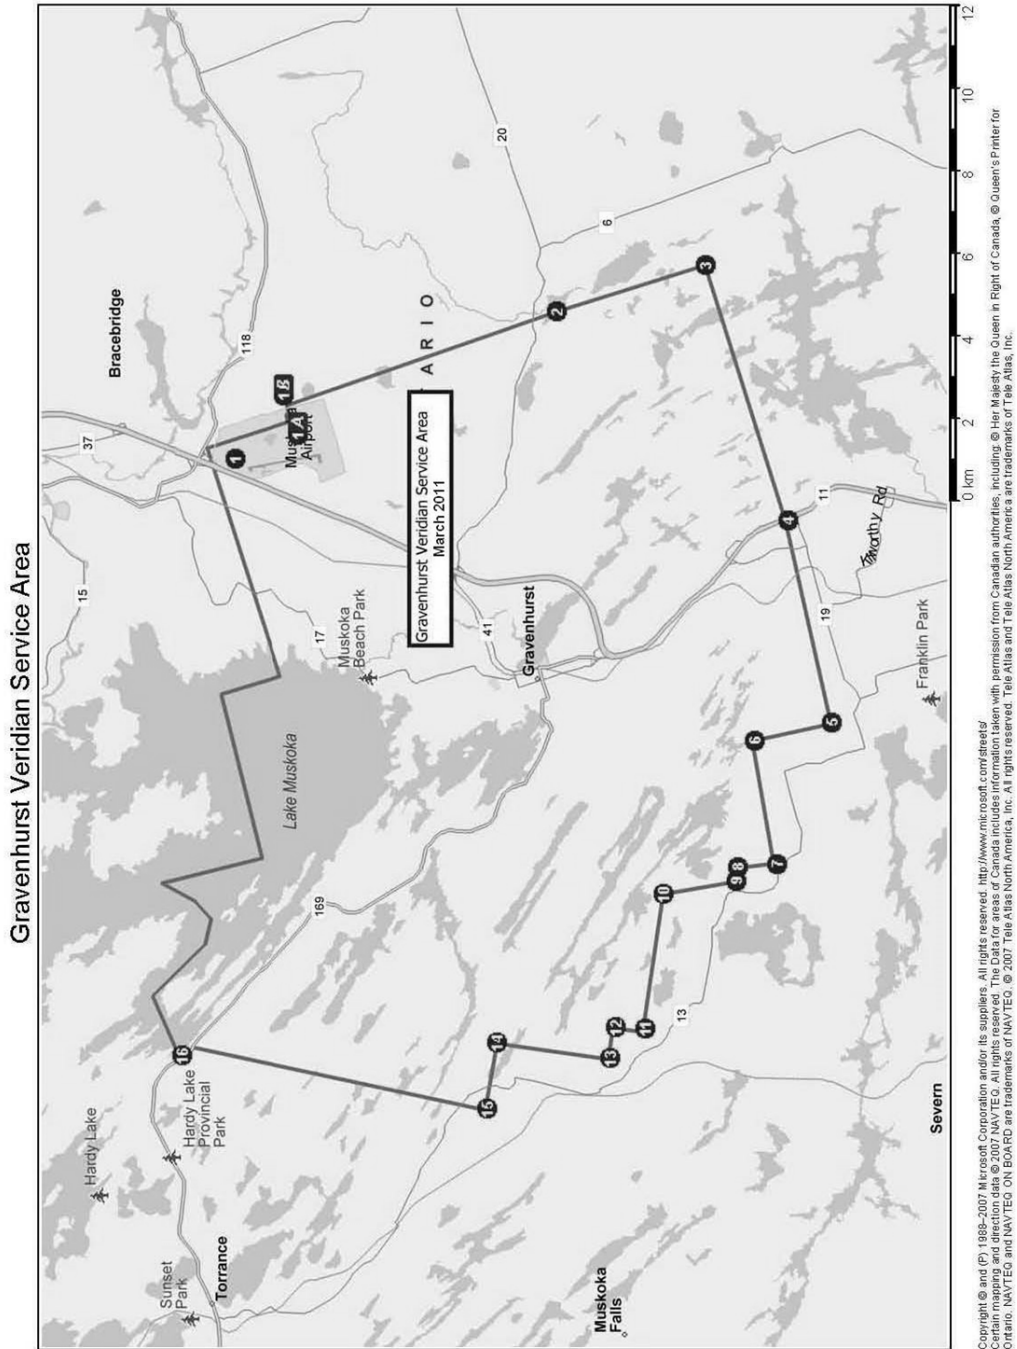 Gravenhurst Veridian Service Area
Sunset
Park
Torrance
Hardy Lake
Hardy Lake
Provincial
Park
16
15
37
118
Bracebridge
1
1A
1B
Airport
Lake Muskoka
17
Muskoka
Beach Park
169
41
Gravenhurst
Gravenhurst Veridian Service Area
March 2011
A R I O
20
6
2
3
15
14
13
12
11
13
10
9
8
7
6
5
4
19
11
Rd
Franklin Park
Muskoka
Falls
Severn
0 km
2
4
6
8
10
12
Copyright © and (P) 1988–2007 Microsoft Corporation and/or its suppliers. All rights reserved. http://www.microsoft.com/streets/
Certain mapping and direction data © 2007 NAVTEQ. All rights reserved. The Data for areas of Canada includes information taken with permission from Canadian authorities, including: © Her Majesty the Queen in Right of Canada, © Queen's Printer for
Ontario. NAVTEQ and NAVTEQ ON BOARD are trademarks of NAVTEQ. © 2007 Tele Atlas North America, Inc. All rights reserved. Tele Atlas and Tele Atlas North America are trademarks of Tele Atlas, Inc.